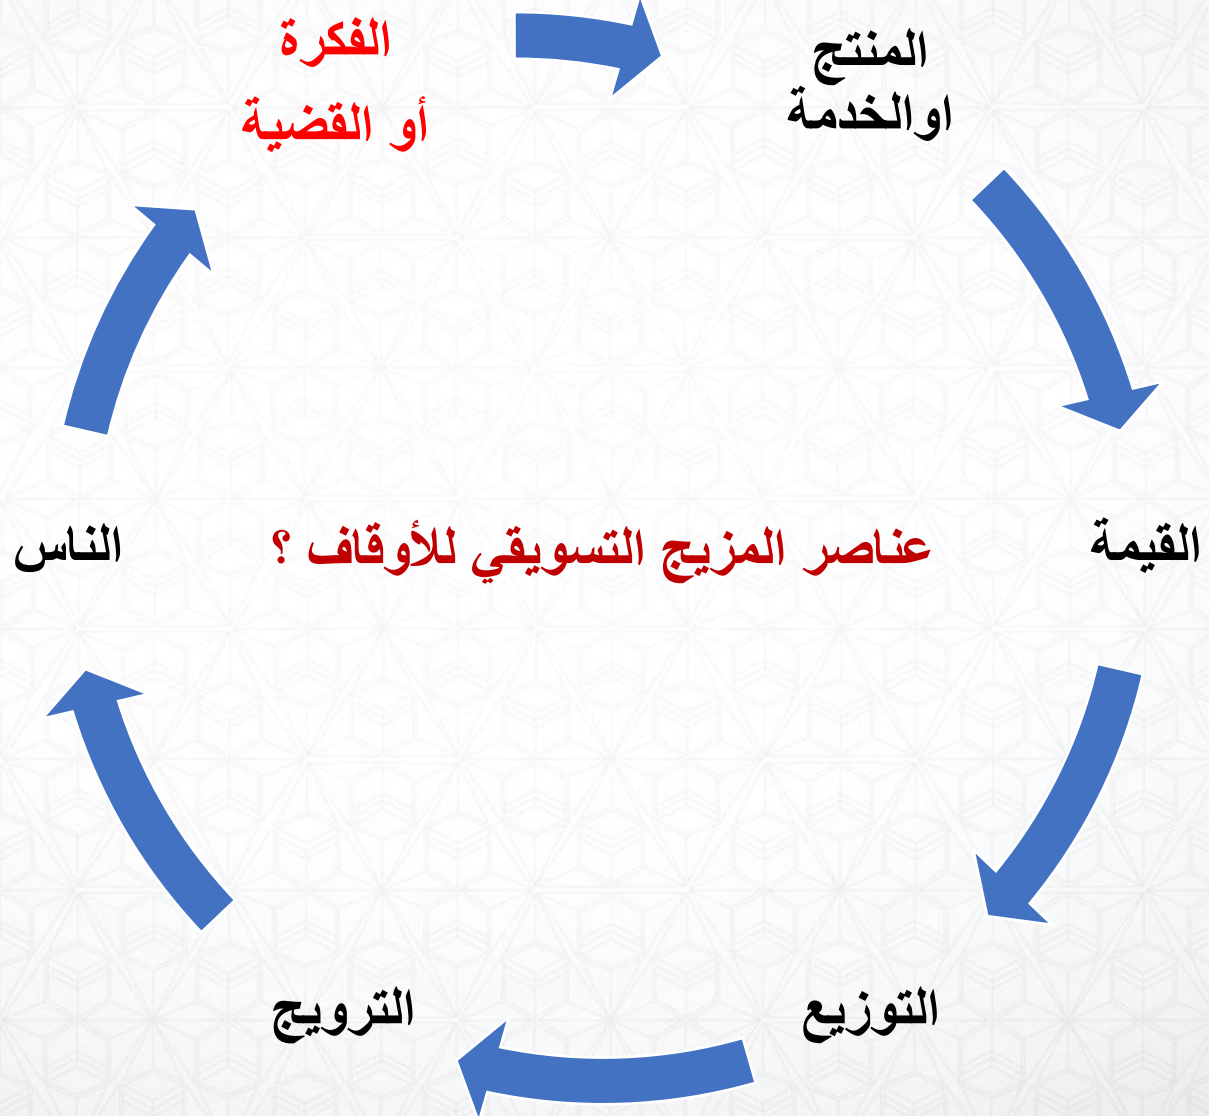 الفكرة
أو القضية
المنتج
اوالخدمة
القيمة
التوزيع
الترويج
الناس
عناصر المزيج التسويقي للأوقاف ؟